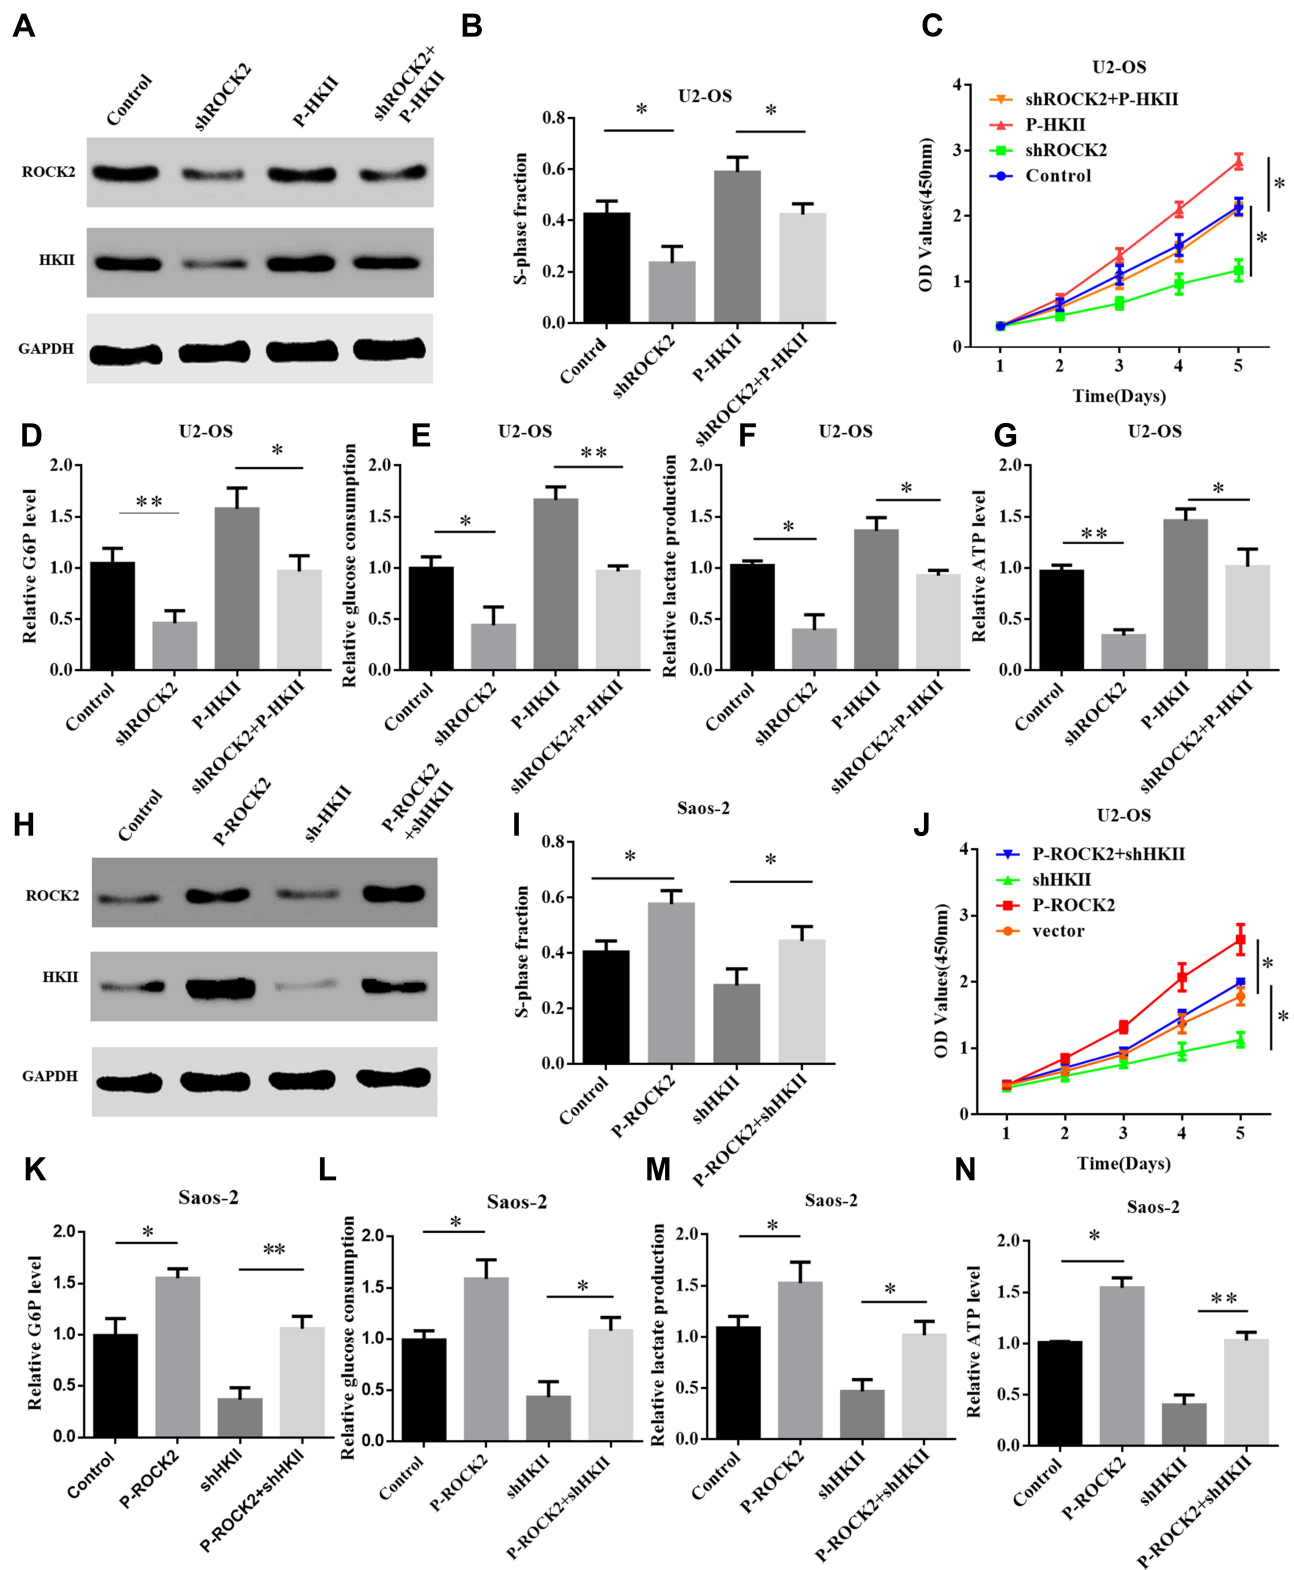 A
Control
shROCK2
P-HKII
shROCK2+
P-HKII
ROCK2
HKII
GAPDH
B
U2-OS
*
*
S-phase fraction
0.8
0.6
0.4
0.2
0.0
Control
shROCK2
P-HKII
shROCK2+P-HKII
C
U2-OS
shROCK2+P-HKII
P-HKII
shROCK2
Control
OD Values(450nm)
4
3
2
1
0
*
*
1 2 3 4 5
Time(Days)
D
U2-OS
**
*
Relative G6P level
2.0
1.5
1.0
0.5
0.0
Control
shROCK2
P-HKII
shROCK2+P-HKII
E
U2-OS
*
**
Relative glucose consumption
2.0
1.5
1.0
0.5
0.0
Control
shROCK2
P-HKII
shROCK2+P-HKII
F
U2-OS
*
*
Relative lactate production
2.0
1.5
1.0
0.5
0.0
Control
shROCK2
P-HKII
shROCK2+P-HKII
G
U2-OS
**
*
Relative ATP level
2.0
1.5
1.0
0.5
0.0
Control
shROCK2
P-HKII
shROCK2+P-HKII
H
Control
P-ROCK2
sh-HKII
P-ROCK2
+shHKII
ROCK2
HKII
GAPDH
I
Saos-2
*
*
S-phase fraction
0.8
0.6
0.4
0.2
0.0
Control
P-ROCK2
shHKII
P-ROCK2+shHKII
J
U2-OS
P-ROCK2+shHKII
shHKII
P-ROCK2
vector
OD Values(450nm)
4
3
2
1
0
*
*
1 2 3 4 5
Time(Days)
K
Saos-2
*
**
Relative G6P level
2.0
1.5
1.0
0.5
0.0
Control
P-ROCK2
shHKII
P-ROCK2+shHKII
L
Saos-2
*
*
Relative glucose consumption
2.0
1.5
1.0
0.5
0.0
Control
P-ROCK2
shHKII
P-ROCK2+shHKII
M
Saos-2
*
*
Relative lactate production
2.0
1.5
1.0
0.5
0.0
Control
P-ROCK2
shHKII
P-ROCK2+shHKII
N
Saos-2
*
**
Relative ATP level
2.0
1.5
1.0
0.5
0.0
Control
P-ROCK2
shHKII
P-ROCK2+shHKII